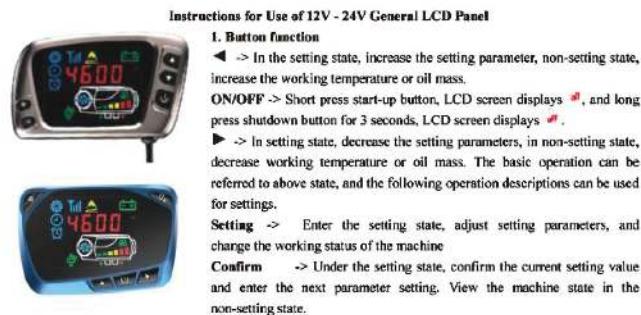 Instructions for Use of 12V - 24V General LCD Panel
1. Button function
◀ -> In the setting state, increase the setting parameter, non-setting state,
increase the working temperature or oil mass.
ON/OFF -> Short press start-up button, LCD screen displays , and long
press shutdown button for 3 seconds, LCD screen displays .
▶ -> In setting state, decrease the setting parameters, in non-setting state,
decrease working temperature or oil mass. The basic operation can be
referred to above state, and the following operation descriptions can be used
for settings.
Setting -> Enter the setting state, adjust setting parameters, and
change the working status of the machine
Confirm -> Under the setting state, confirm the current setting value
and enter the next parameter setting. View the machine state in the
non-setting state.
4600
4600